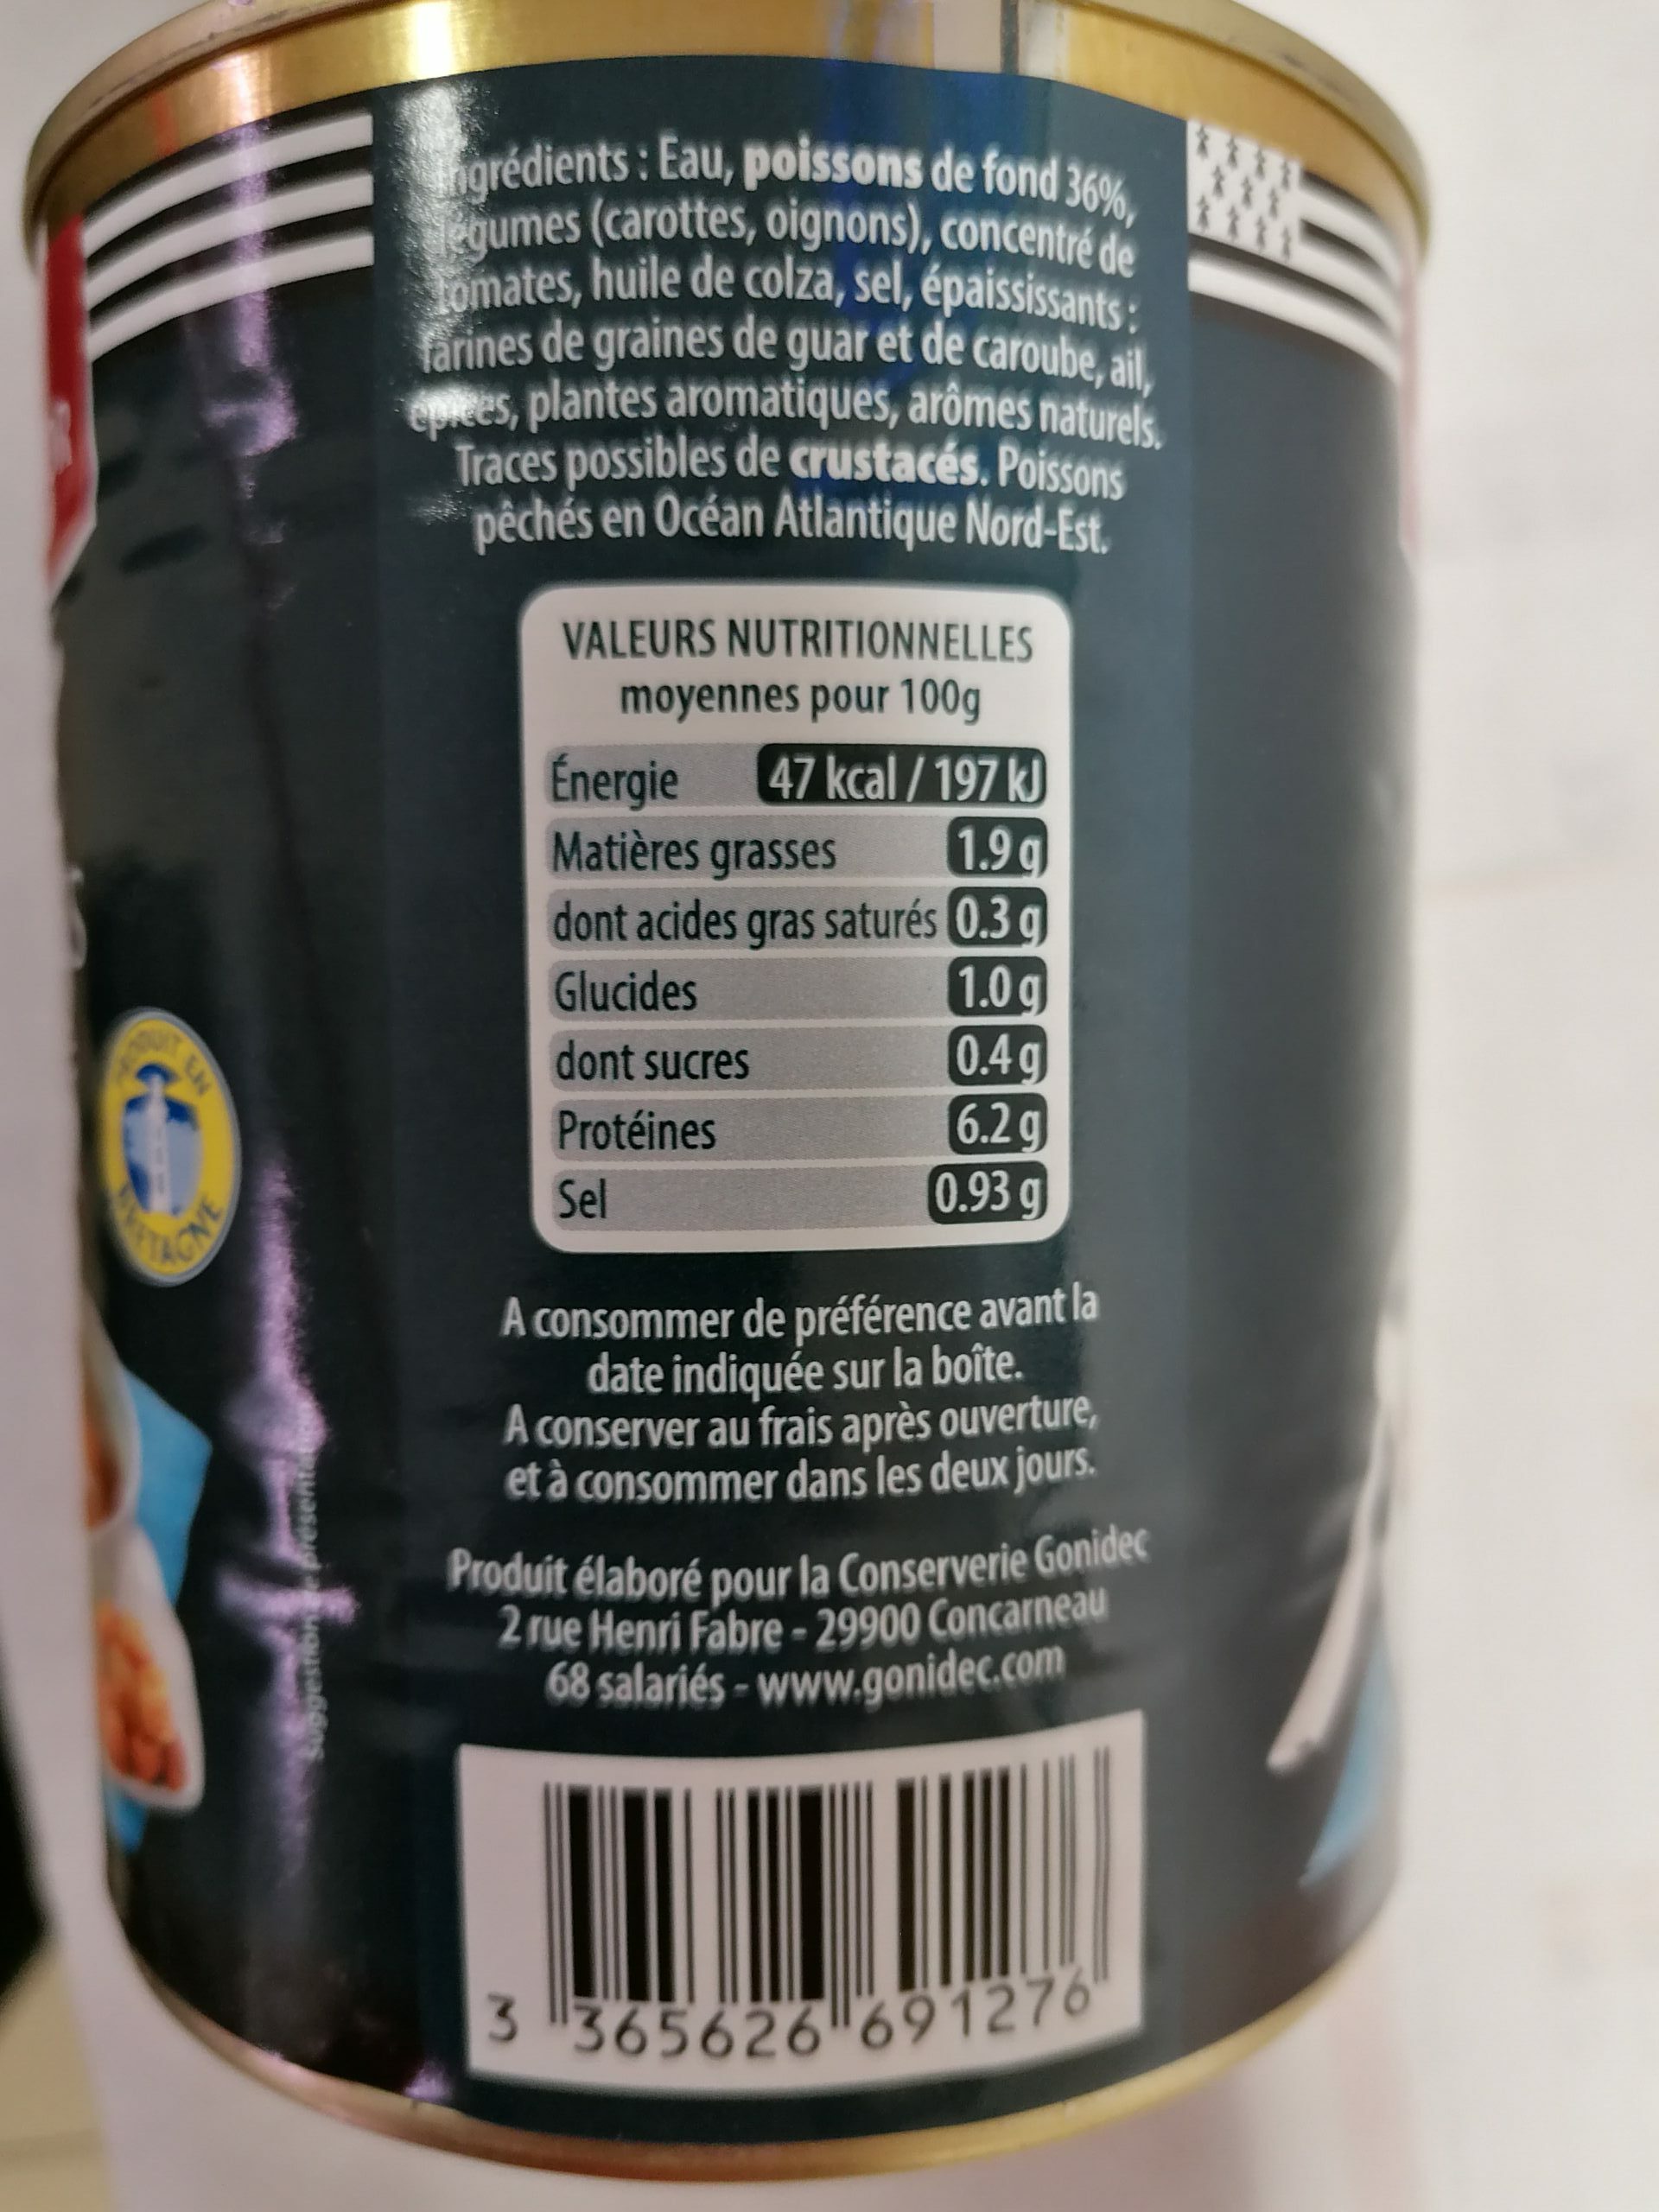 Ingrédients : Eau, poissons de fond 36%,
légumes (carottes, oignons), concentré de
tomates, huile de colza, sel, épaississants :
farines de graines de guar et de caroube, ail,
épices, plantes aromatiques, arômes naturels.
Traces possibles de crustacés. Poissons
pêchés en Océan Atlantique Nord-Est.
VALEURS NUTRITIONNELLES
moyennes pour 100g
Énergie 47 kcal / 197 kJ
Matières grasses 1.9 g
dont acides gras saturés 0.3 g
Glucides 1.0 g
dont sucres 0.4 g
Protéines 6.2 g
Sel 0.93 g
PRODUIT EN
BRETAGNE
A consommer de préférence avant la
date indiquée sur la boîte.
A conserver au frais après ouverture,
et à consommer dans les deux jours.
Produit élaboré pour la Conserverie Gonidec
2 rue Henri Fabre - 29900 Concarneau
68 salariés - www.gonidec.com
Suggestion de présentation
3 365626 691276